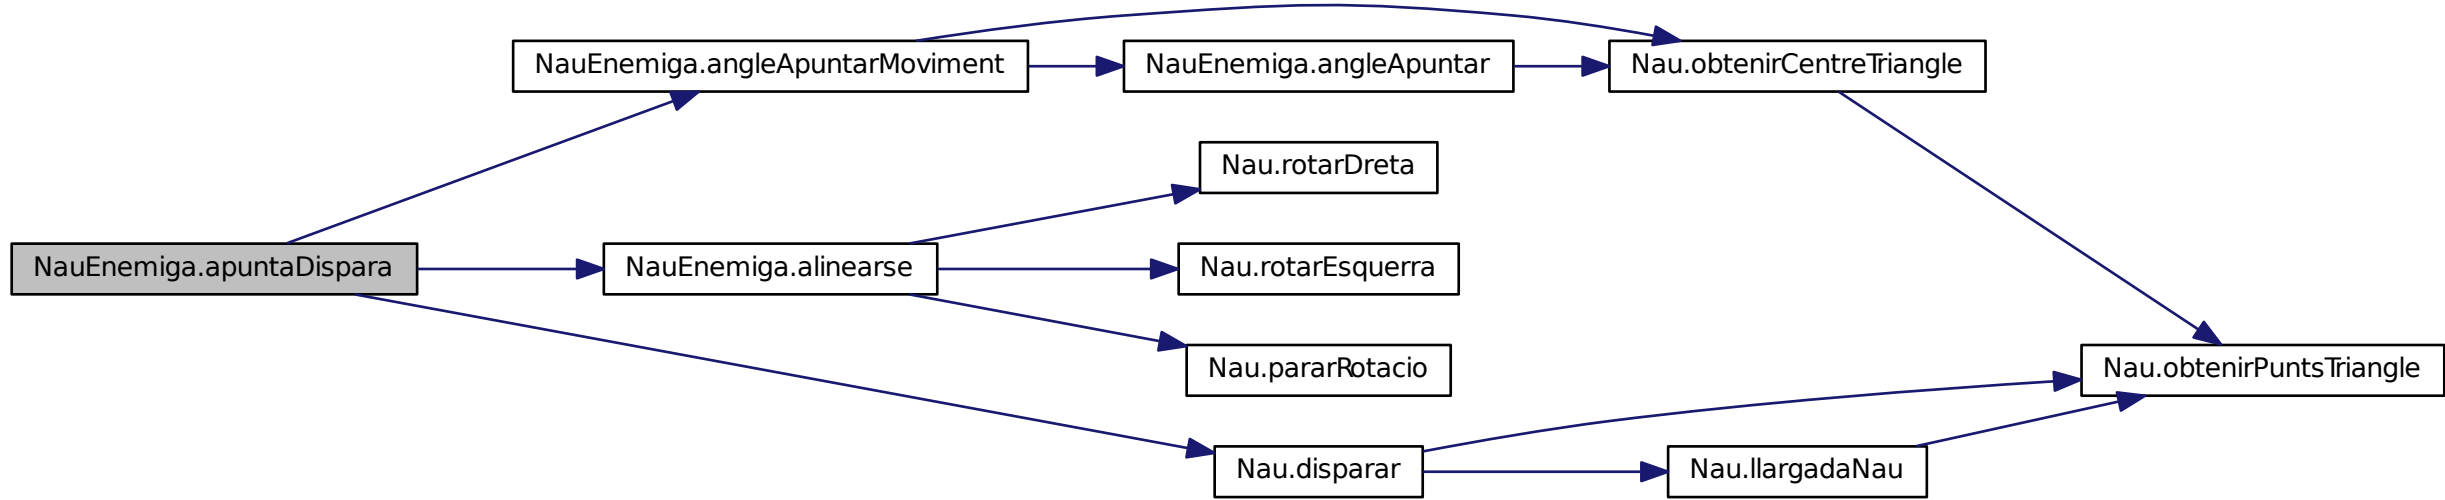 NauEnemiga.angleApuntarMoviment
NauEnemiga.angleApuntar
Nau.obtenirCentreTriangle
Nau.rotarDreta
NauEnemiga.apuntaDispara
NauEnemiga.alinearse
Nau.rotarEsquerra
Nau.pararRotacio
Nau.obtenirPuntsTriangle
Nau.disparar
Nau.llargadaNau